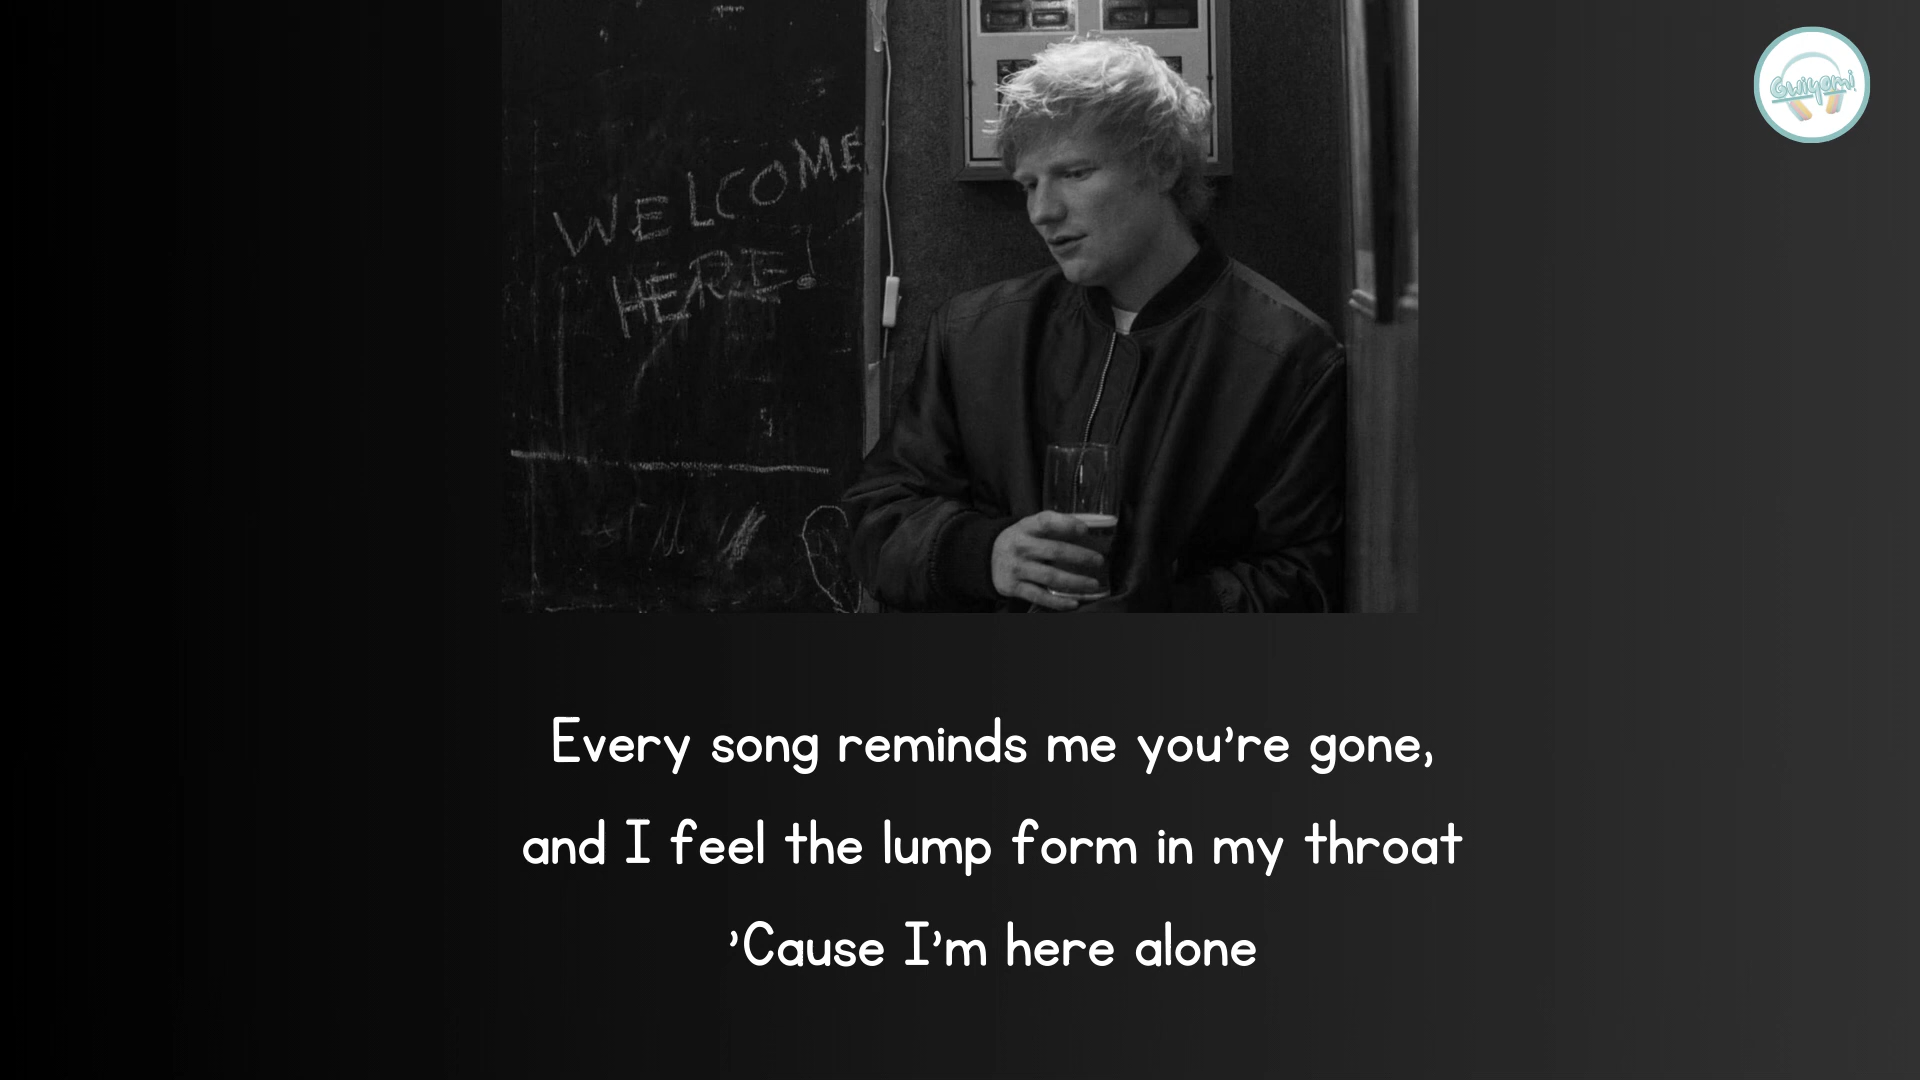 WELCOME
HERE!
Gwiyomi
Every song reminds me you're gone,
and I feel the lump form in my throat
'Cause I'm here alone